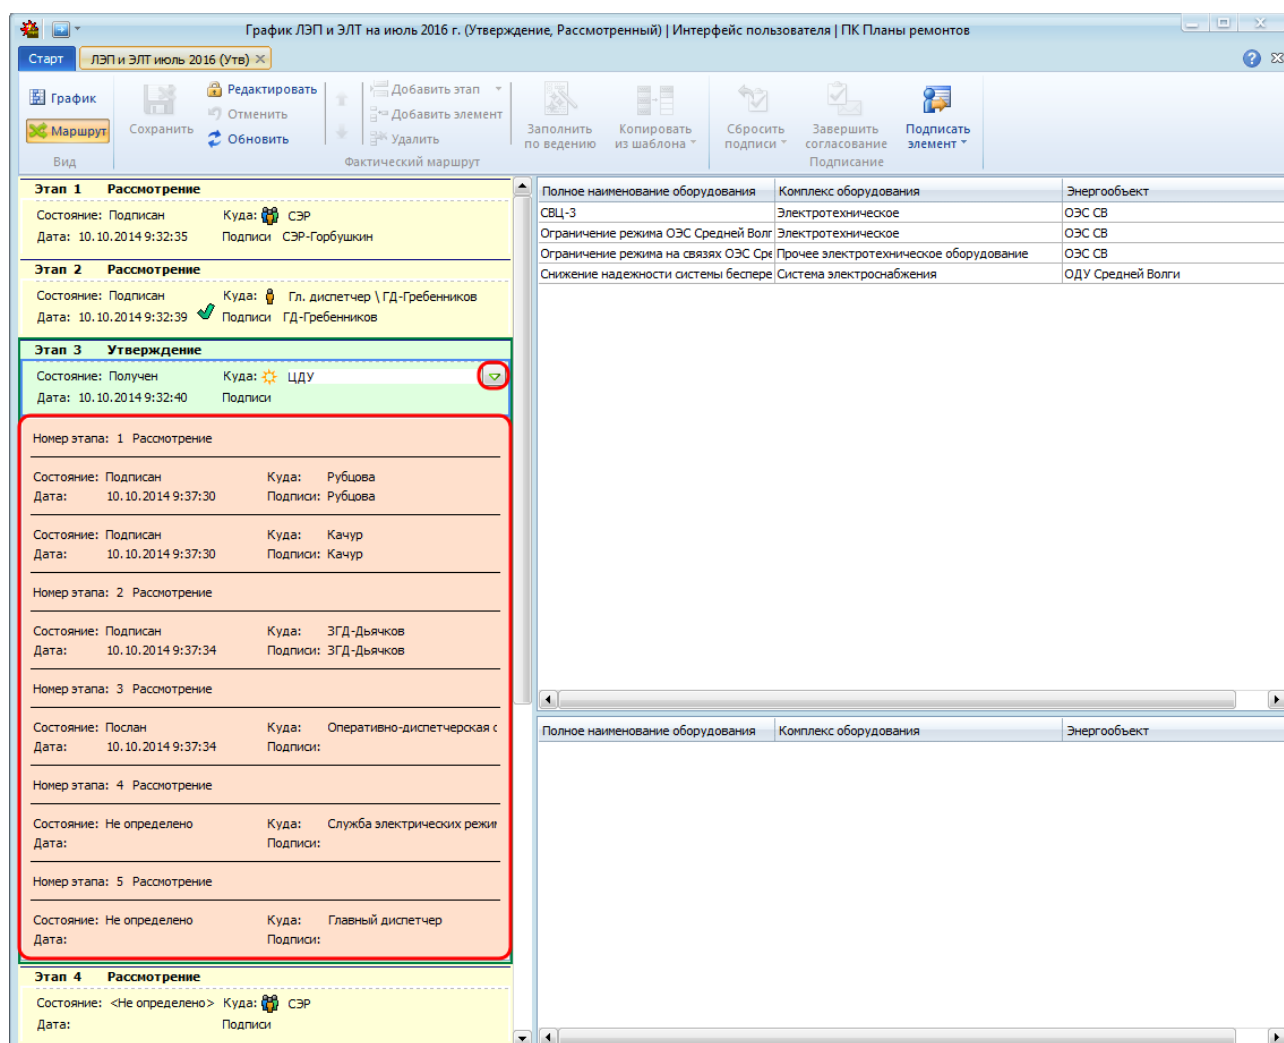 График ЛЭП и ЭЛТ на июль 2016 г. (Утверждение, Рассмотренный) | Интерфейс пользователя | ПК Планы ремонтов
Старт ЛЭП и ЭЛТ июль 2016 (Утв)
График
Маршрут
Вид
Сохранить
Редактировать
Отменить
Обновить
Добавить этап
Добавить элемент
Удалить
Фактический маршрут
Заполнить по ведению
Копировать из шаблона
Сбросить подписи
Завершить согласование
Подписать элемент
Подписание
Этап 1 Рассмотрение
Состояние: Подписан Куда: СЭР
Дата: 10.10.2014 9:32:35 Подписи СЭР-Горбушкин
Этап 2 Рассмотрение
Состояние: Подписан Куда: Гл. диспетчер \ ГД-Гребенников
Дата: 10.10.2014 9:32:39 Подписи ГД-Гребенников
Этап 3 Утверждение
Состояние: Получен Куда: ЦДУ
Дата: 10.10.2014 9:32:40 Подписи
Номер этапа: 1 Рассмотрение
Состояние: Подписан Куда: Рубцова
Дата: 10.10.2014 9:37:30 Подписи: Рубцова
Состояние: Подписан Куда: Качур
Дата: 10.10.2014 9:37:30 Подписи: Качур
Номер этапа: 2 Рассмотрение
Состояние: Подписан Куда: ЗГД-Дьячков
Дата: 10.10.2014 9:37:34 Подписи: ЗГД-Дьячков
Номер этапа: 3 Рассмотрение
Состояние: Послан Куда: Оперативно-диспетчерская с
Дата: 10.10.2014 9:37:34 Подписи:
Номер этапа: 4 Рассмотрение
Состояние: Не определено Куда: Служба электрических режим
Дата: Подписи:
Номер этапа: 5 Рассмотрение
Состояние: Не определено Куда: Главный диспетчер
Дата: Подписи:
Этап 4 Рассмотрение
Состояние: <Не определено> Куда: СЭР
Дата: Подписи
Полное наименование оборудования Комплекс оборудования Энергообъект
СВЦ-3 Электротехническое ОЭС СВ
Ограничение режима ОЭС Средней Волг Электротехническое ОЭС СВ
Ограничение режима на связях ОЭС Сре Прочее электротехническое оборудование ОЭС СВ
Снижение надежности системы беспере Система электроснабжения ОДУ Средней Волги
Полное наименование оборудования Комплекс оборудования Энергообъект